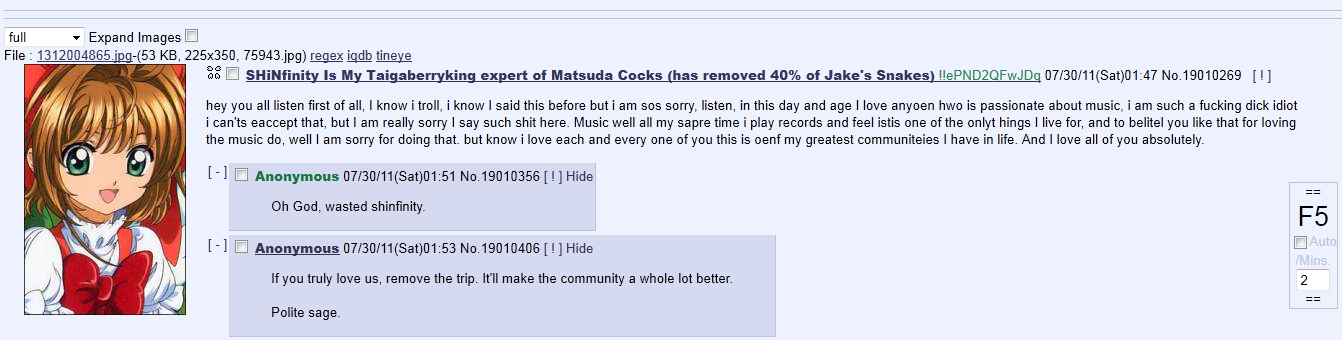 full Expand Images
File : 1312004865.jpg-(53 KB, 225x350, 75943.jpg) regex iqdb tineye
SHiNfinity Is My Taigaberryking expert of Matsuda Cocks (has removed 40% of Jake's Snakes) !!ePND2QFwJDq 07/30/11(Sat)01:47 No.19010269 [ ! ]
hey you all listen first of all, I know i troll, i know I said this before but i am sos sorry, listen, in this day and age I love anyoen hwo is passionate about music, i am such a fucking dick idiot
i can'ts eaccept that, but I am really sorry I say such shit here. Music well all my sapre time i play records and feel istis one of the onlyt hings I live for, and to belitel you like that for loving
the music do, well I am sorry for doing that. but know i love each and every one of you this is oenf my greatest communiteies I have in life. And I love all of you absolutely.
[ - ] Anonymous 07/30/11(Sat)01:51 No.19010356 [ ! ] Hide
Oh God, wasted shinfinity.
[ - ] Anonymous 07/30/11(Sat)01:53 No.19010406 [ ! ] Hide
If you truly love us, remove the trip. It'll make the community a whole lot better.
Polite sage.
==
F5
Auto
/Mins.
2
==